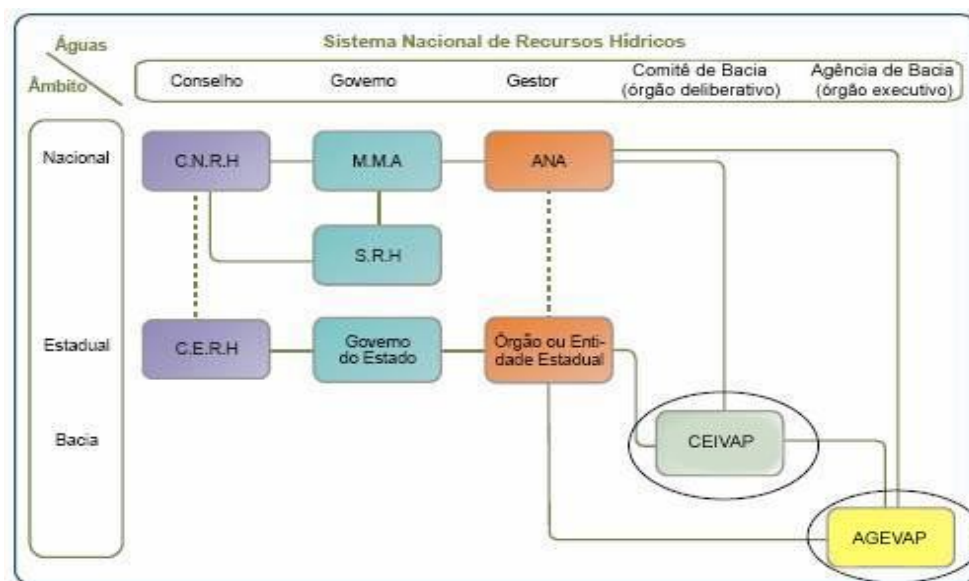 Águas
Âmbito
Sistema Nacional de Recursos Hídricos
Conselho
Governo
Gestor
Comitê de Bacia
(órgão deliberativo)
Agência de Bacia
(órgão executivo)
Nacional
C.N.R.H
M.M.A
ANA
S.R.H
Estadual
C.E.R.H
Governo
do Estado
Órgão ou Enti-
dade Estadual
Bacia
CEIVAP
AGEVAP